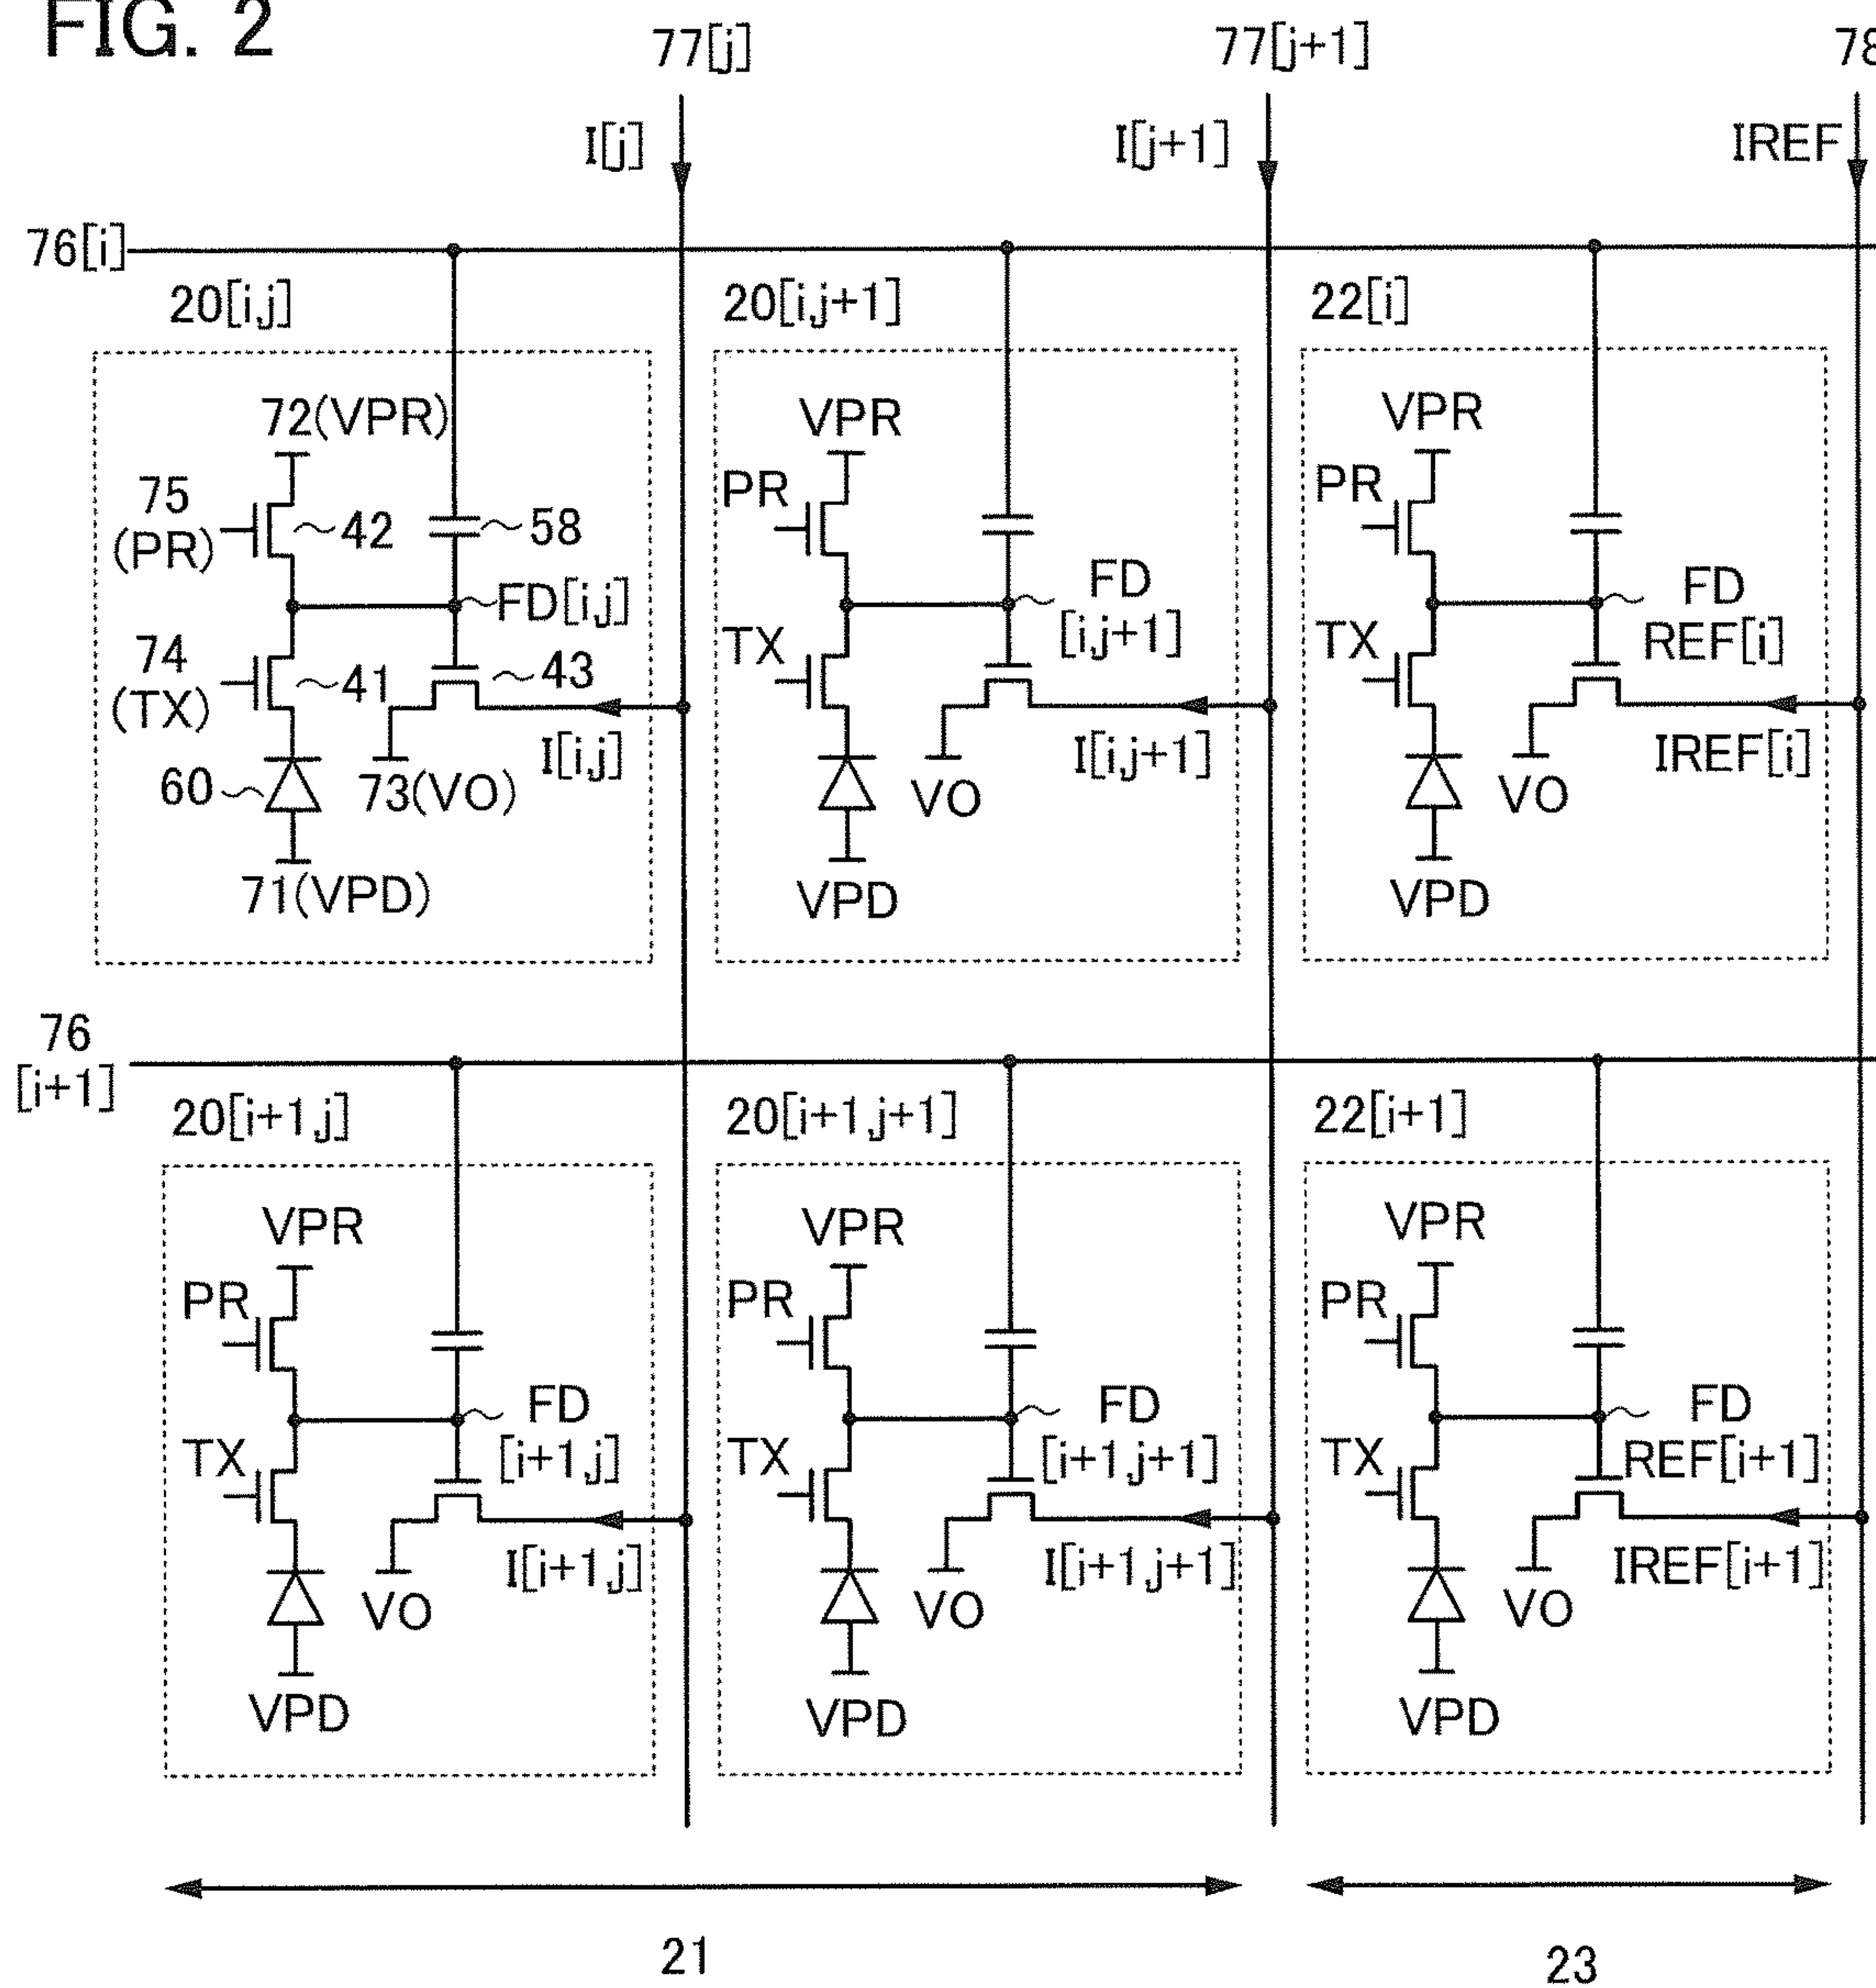 FIG. 2
77[j]
77[j+1]
78
I[j]
I[j+1]
IREF
76[i]
20[i,j]
20[i,j+1]
22[i]
72(VPR)
75
(PR)
42
58
FD[i,j]
74
(TX)
41
43
I[i,j]
60
73(VO)
71(VPD)
VPR
PR
FD
[i,j+1]
TX
I[i,j+1]
VO
VPD
VPR
PR
FD
REF[i]
TX
IREF[i]
VO
VPD
76
[i+1]
20[i+1,j]
20[i+1,j+1]
22[i+1]
VPR
PR
FD
[i+1,j]
TX
I[i+1,j]
VO
VPD
VPR
PR
FD
[i+1,j+1]
TX
I[i+1,j+1]
VO
VPD
VPR
PR
FD
REF[i+1]
TX
IREF[i+1]
VO
VPD
21
23